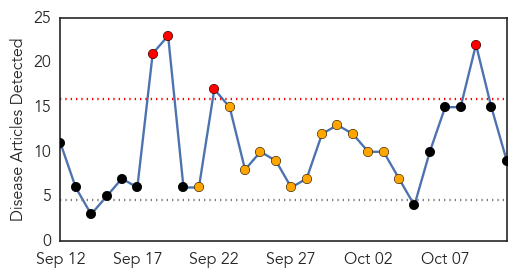 25
20
15
10
5
0
Disease Articles Detected
Sep 12
Sep 17
Sep 22
Sep 27
Oct 02
Oct 07